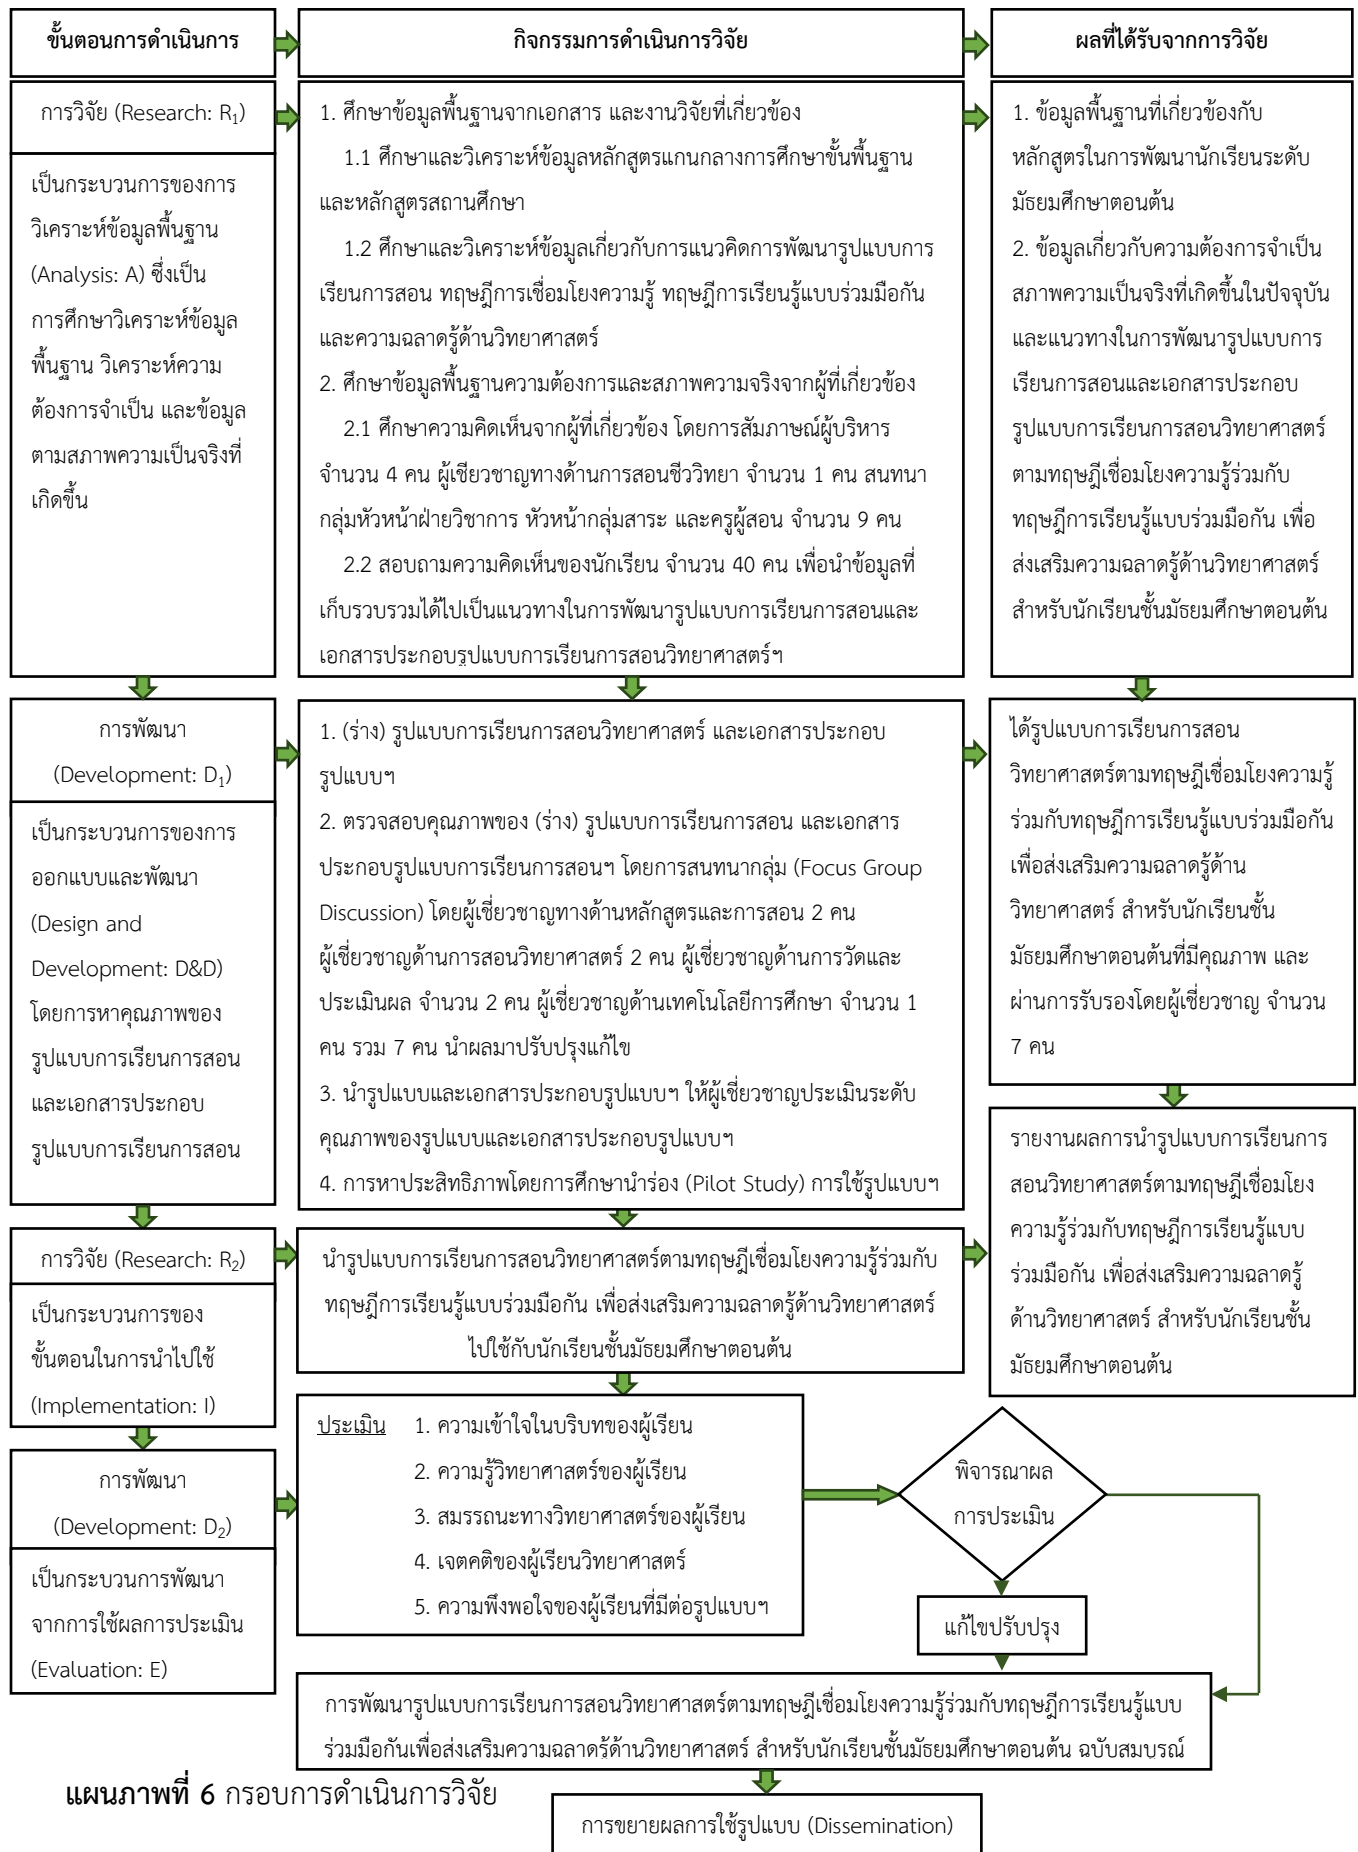 ขั้นตอนการดำเนินการ
กิจกรรมการดำเนินการวิจัย
ผลที่ได้รับจากการวิจัย
การวิจัย (Research: R₁)
เป็นกระบวนการของการ
วิเคราะห์ข้อมูลพื้นฐาน
(Analysis: A) ซึ่งเป็น
การศึกษาวิเคราะห์ข้อมูล
พื้นฐาน วิเคราะห์ความ
ต้องการจำเป็น และข้อมูล
ตามสภาพความเป็นจริงที่
เกิดขึ้น
1. ศึกษาข้อมูลพื้นฐานจากเอกสาร และงานวิจัยที่เกี่ยวข้อง
1.1 ศึกษาและวิเคราะห์ข้อมูลหลักสูตรแกนกลางการศึกษาขั้นพื้นฐาน
และหลักสูตรสถานศึกษา
1.2 ศึกษาและวิเคราะห์ข้อมูลเกี่ยวกับการแนวคิดการพัฒนารูปแบบการ
เรียนการสอน ทฤษฎีการเชื่อมโยงความรู้ ทฤษฎีการเรียนรู้แบบร่วมมือกัน
และความฉลาดรู้ด้านวิทยาศาสตร์
2. ศึกษาข้อมูลพื้นฐานความต้องการและสภาพความจริงจากผู้ที่เกี่ยวข้อง
2.1 ศึกษาความคิดเห็นจากผู้ที่เกี่ยวข้อง โดยการสัมภาษณ์ผู้บริหาร
จำนวน 4 คน ผู้เชียวชาญทางด้านการสอนชีววิทยา จำนวน 1 คน สนทนา
กลุ่มหัวหน้าฝ่ายวิชาการ หัวหน้ากลุ่มสาระ และครูผู้สอน จำนวน 9 คน
2.2 สอบถามความคิดเห็นของนักเรียน จำนวน 40 คน เพื่อนำข้อมูลที่
เก็บรวบรวมได้ไปเป็นแนวทางในการพัฒนารูปแบบการเรียนการสอนและ
เอกสารประกอบรูปแบบการเรียนการสอนวิทยาศาสตร์ฯ
1. ข้อมูลพื้นฐานที่เกี่ยวข้องกับ
หลักสูตรในการพัฒนานักเรียนระดับ
มัธยมศึกษาตอนต้น
2. ข้อมูลเกี่ยวกับความต้องการจำเป็น
สภาพความเป็นจริงที่เกิดขึ้นในปัจจุบัน
และแนวทางในการพัฒนารูปแบบการ
เรียนการสอนและเอกสารประกอบ
รูปแบบการเรียนการสอนวิทยาศาสตร์
ตามทฤษฎีเชื่อมโยงความรู้ร่วมกับ
ทฤษฎีการเรียนรู้แบบร่วมมือกัน เพื่อ
ส่งเสริมความฉลาดรู้ด้านวิทยาศาสตร์
สำหรับนักเรียนชั้นมัธยมศึกษาตอนต้น
การพัฒนา
(Development: D₁)
เป็นกระบวนการของการ
ออกแบบและพัฒนา
(Design and
Development: D&D)
โดยการหาคุณภาพของ
รูปแบบการเรียนการสอน
และเอกสารประกอบ
รูปแบบการเรียนการสอน
1. (ร่าง) รูปแบบการเรียนการสอนวิทยาศาสตร์ และเอกสารประกอบ
รูปแบบฯ
2. ตรวจสอบคุณภาพของ (ร่าง) รูปแบบการเรียนการสอน และเอกสาร
ประกอบรูปแบบการเรียนการสอนฯ โดยการสนทนากลุ่ม (Focus Group
Discussion) โดยผู้เชี่ยวชาญทางด้านหลักสูตรและการสอน 2 คน
ผู้เชี่ยวชาญด้านการสอนวิทยาศาสตร์ 2 คน ผู้เชี่ยวชาญด้านการวัดและ
ประเมินผล จำนวน 2 คน ผู้เชี่ยวชาญด้านเทคโนโลยีการศึกษา จำนวน 1
คน รวม 7 คน นำผลมาปรับปรุงแก้ไข
3. นำรูปแบบและเอกสารประกอบรูปแบบฯ ให้ผู้เชี่ยวชาญประเมินระดับ
คุณภาพของรูปแบบและเอกสารประกอบรูปแบบฯ
4. การหาประสิทธิภาพโดยการศึกษานำร่อง (Pilot Study) การใช้รูปแบบฯ
ได้รูปแบบการเรียนการสอน
วิทยาศาสตร์ตามทฤษฎีเชื่อมโยงความรู้
ร่วมกับทฤษฎีการเรียนรู้แบบร่วมมือกัน
เพื่อส่งเสริมความฉลาดรู้ด้าน
วิทยาศาสตร์ สำหรับนักเรียนชั้น
มัธยมศึกษาตอนต้นที่มีคุณภาพ และ
ผ่านการรับรองโดยผู้เชี่ยวชาญ จำนวน
7 คน
การวิจัย (Research: R₂)
เป็นกระบวนการของ
ขั้นตอนในการนำไปใช้
(Implementation: I)
นำรูปแบบการเรียนการสอนวิทยาศาสตร์ตามทฤษฎีเชื่อมโยงความรู้ร่วมกับ
ทฤษฎีการเรียนรู้แบบร่วมมือกัน เพื่อส่งเสริมความฉลาดรู้ด้านวิทยาศาสตร์
ไปใช้กับนักเรียนชั้นมัธยมศึกษาตอนต้น
รายงานผลการนำรูปแบบการเรียนการ
สอนวิทยาศาสตร์ตามทฤษฎีเชื่อมโยง
ความรู้ร่วมกับทฤษฎีการเรียนรู้แบบ
ร่วมมือกัน เพื่อส่งเสริมความฉลาดรู้
ด้านวิทยาศาสตร์ สำหรับนักเรียนชั้น
มัธยมศึกษาตอนต้น
การพัฒนา
(Development: D₂)
เป็นกระบวนการพัฒนา
จากการใช้ผลการประเมิน
(Evaluation: E)
ประเมิน 1. ความเข้าใจในบริบทของผู้เรียน
2. ความรู้วิทยาศาสตร์ของผู้เรียน
3. สมรรถนะทางวิทยาศาสตร์ของผู้เรียน
4. เจตคติของผู้เรียนวิทยาศาสตร์
5. ความพึงพอใจของผู้เรียนที่มีต่อรูปแบบฯ
พิจารณาผล
การประเมิน
แก้ไขปรับปรุง
การพัฒนารูปแบบการเรียนการสอนวิทยาศาสตร์ตามทฤษฎีเชื่อมโยงความรู้ร่วมกับทฤษฎีการเรียนรู้แบบ
ร่วมมือกันเพื่อส่งเสริมความฉลาดรู้ด้านวิทยาศาสตร์ สำหรับนักเรียนชั้นมัธยมศึกษาตอนต้น ฉบับสมบูรณ์
แผนภาพที่ 6 กรอบการดำเนินการวิจัย
การขยายผลการใช้รูปแบบ (Dissemination)